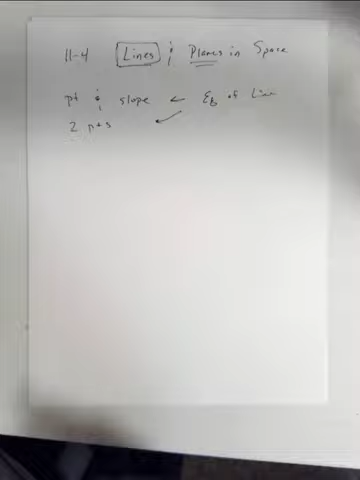 11-4 Lines & Planes in Space
pt & slope ← Eq of Line
2 pts ↙